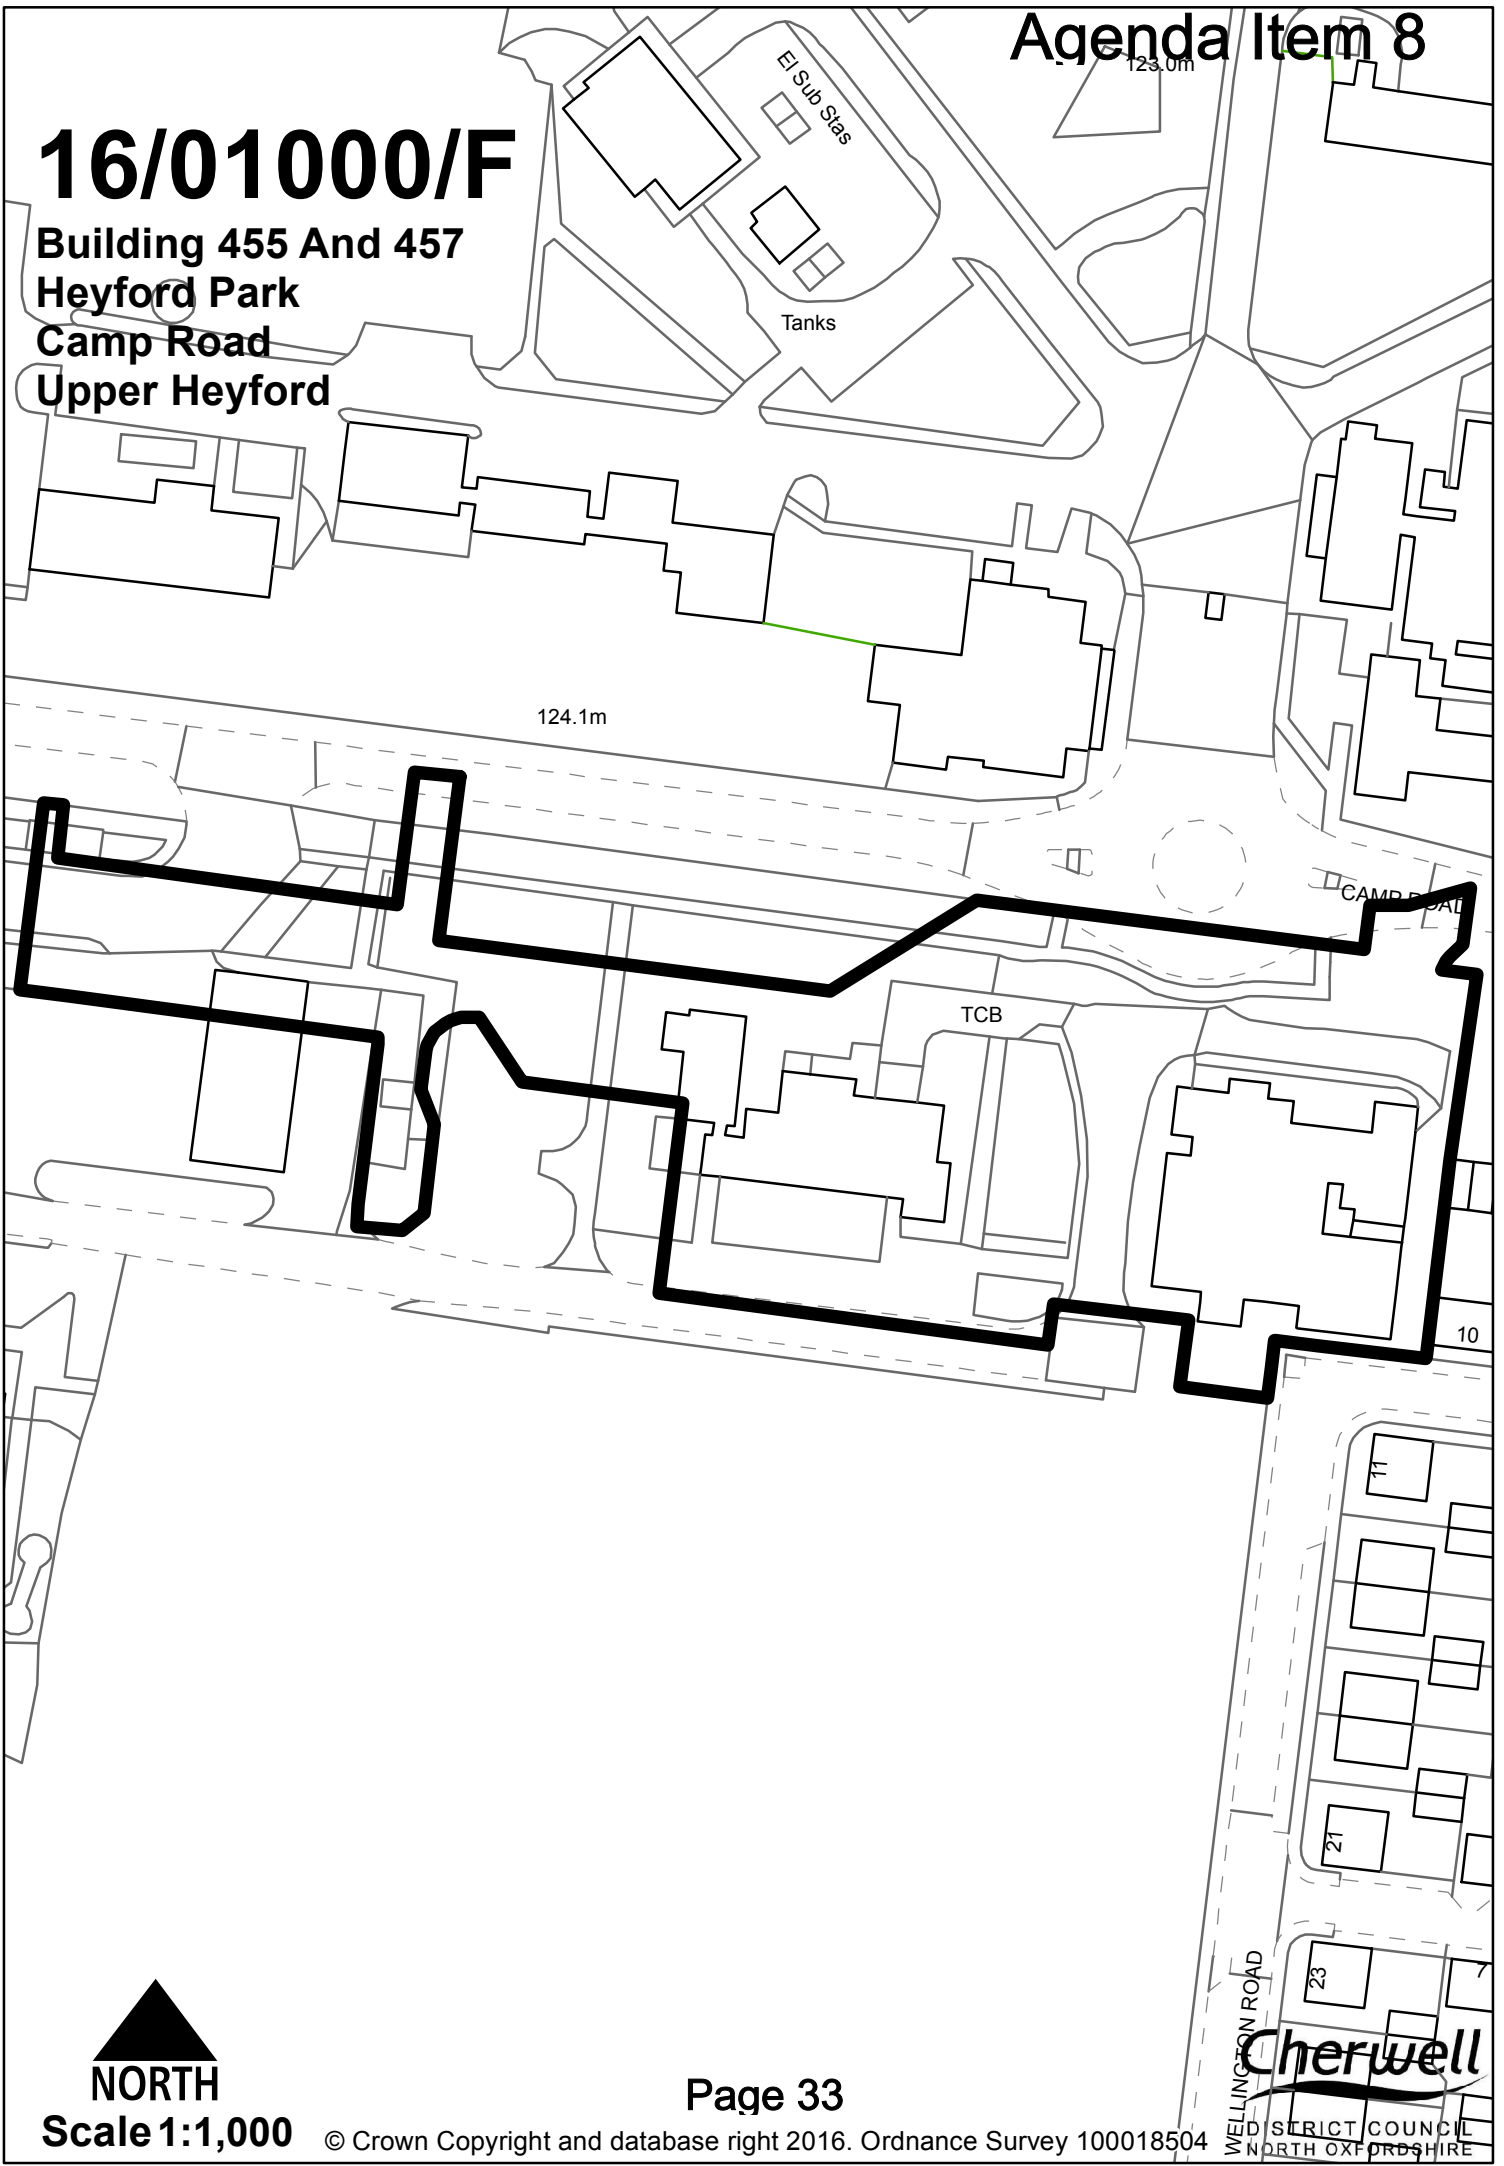 Agenda Item 8
123.0m
El Sub Stas
16/01000/F
Building 455 And 457
Heyford Park
Camp Road
Upper Heyford
Tanks
124.1m
CAMP ROAD
TCB
10
11
21
23
7
WELLINGTON ROAD
Cherwell
DISTRICT COUNCIL
NORTH OXFORDSHIRE
NORTH
Scale 1:1,000
Page 33
© Crown Copyright and database right 2016. Ordnance Survey 100018504